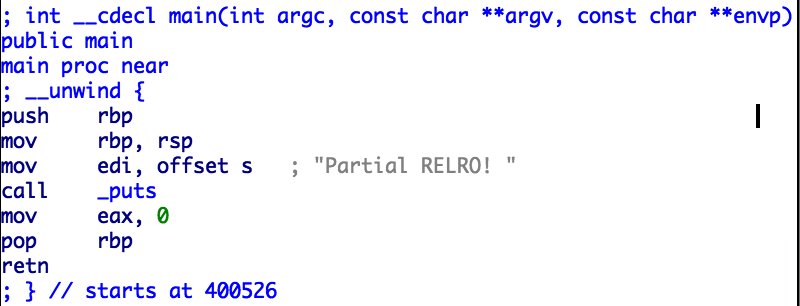 ; int __cdecl main(int argc, const char **argv, const char **envp)
public main
main proc near
; __unwind {
push    rbp
mov     rbp, rsp
mov     edi, offset s   ; "Partial RELRO! "
call    _puts
mov     eax, 0
pop     rbp
retn
; } // starts at 400526